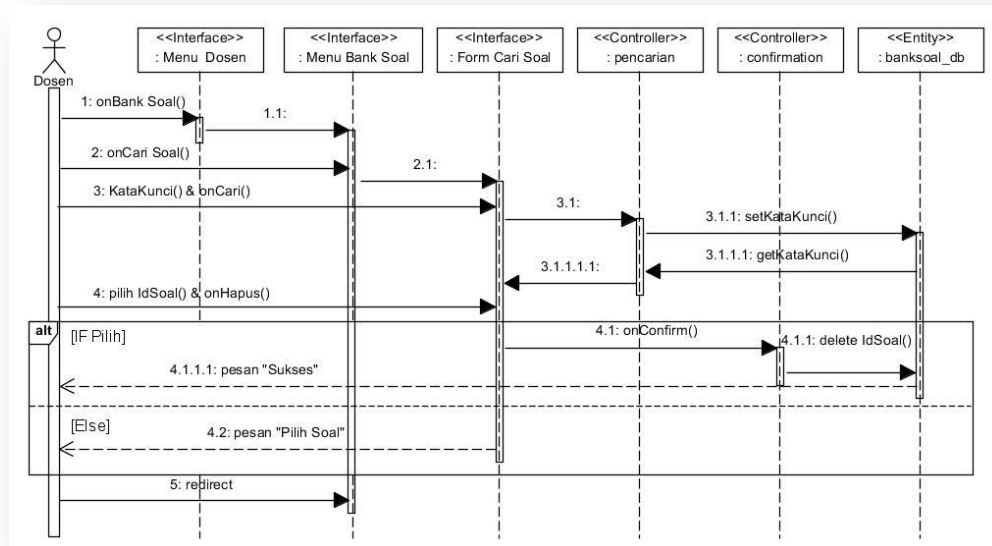 <<Interface>>
: Menu Dosen
<<Interface>>
: Menu Bank Soal
<<Interface>>
: Form Cari Soal
<<Controller>>
: pencarian
<<Controller>>
: confirmation
<<Entity>>
: banksoal_db
Dosen
1: onBank Soal()
1.1:
2: onCari Soal()
2.1:
3: KataKunci() & onCari()
3.1:
3.1.1: setKataKunci()
3.1.1.1: getKataKunci()
3.1.1.1.1:
4: pilih IdSoal() & onHapus()
alt
[IF Pilih]
4.1: onConfirm()
4.1.1: delete IdSoal()
4.1.1.1: pesan "Sukses"
[Else]
4.2: pesan "Pilih Soal"
5: redirect